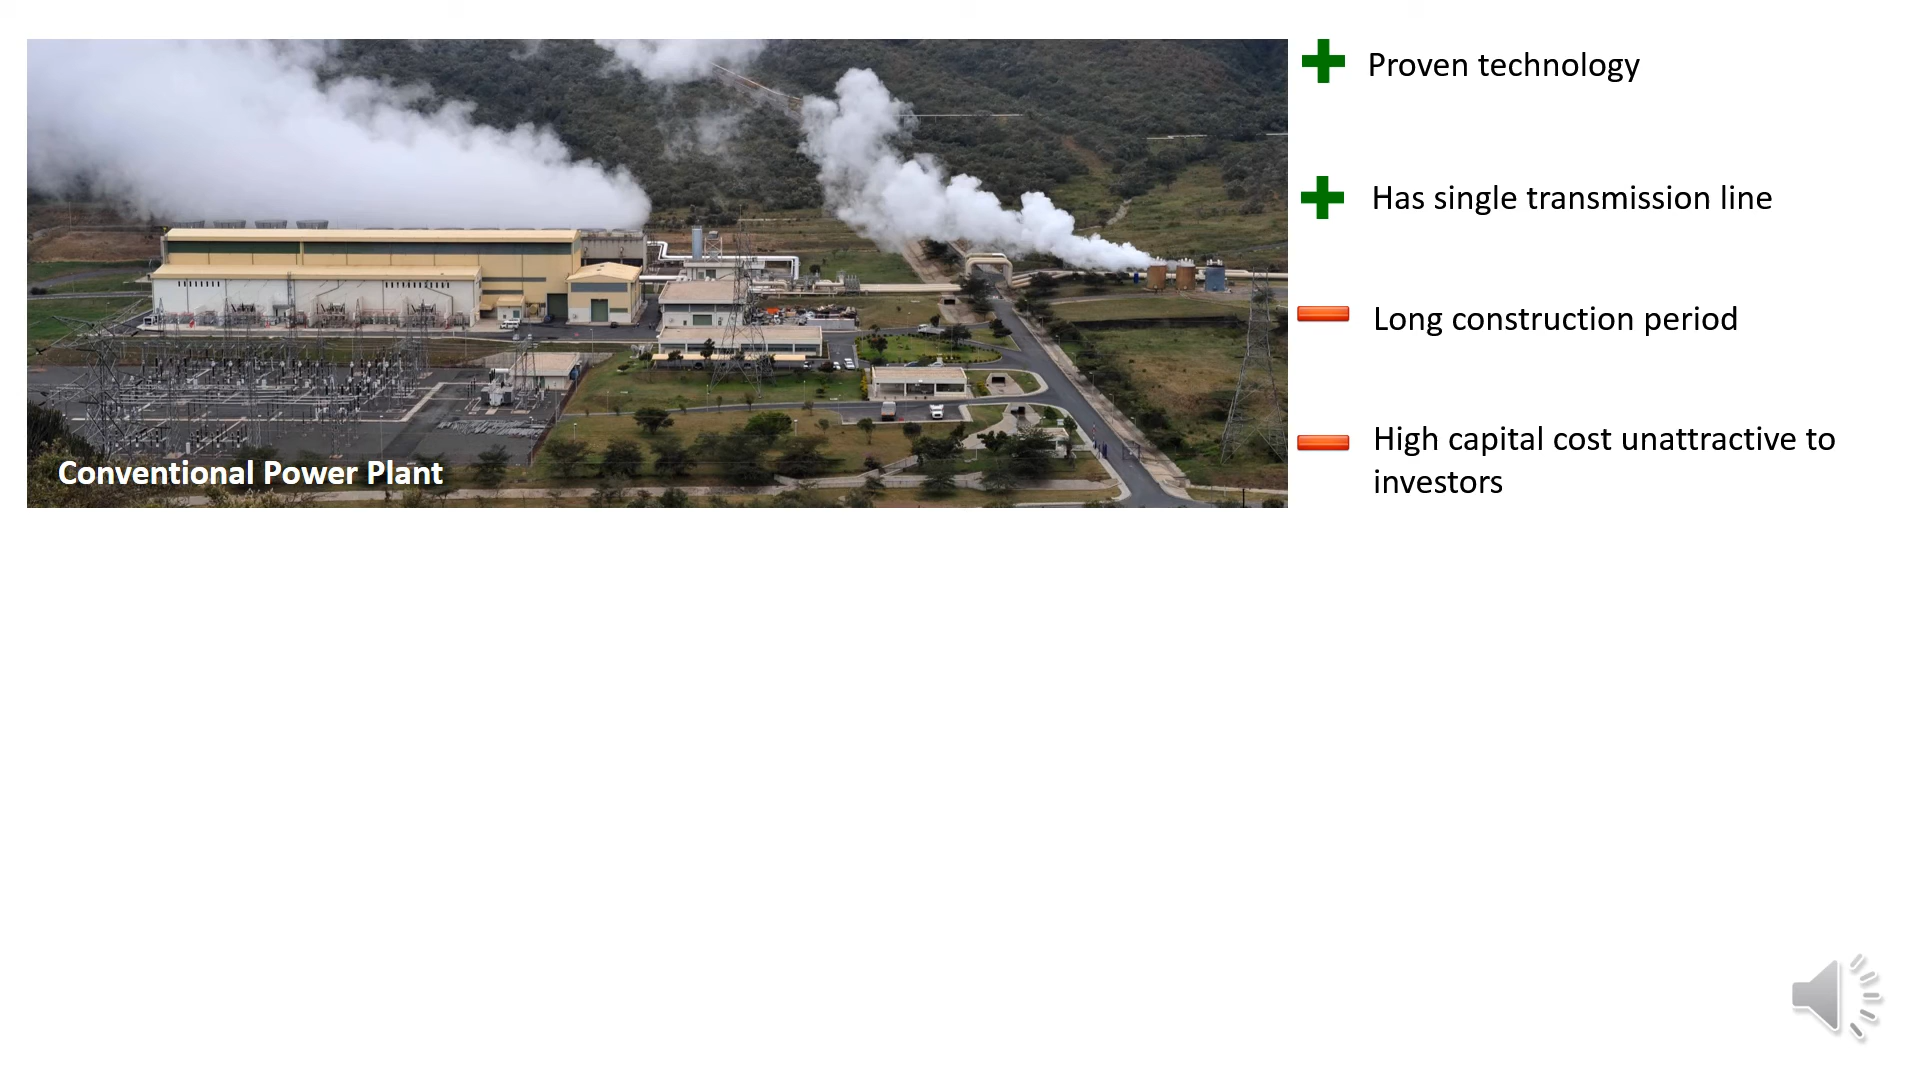 Proven technology
Has single transmission line
Long construction period
High capital cost unattractive to
investors
Conventional Power Plant